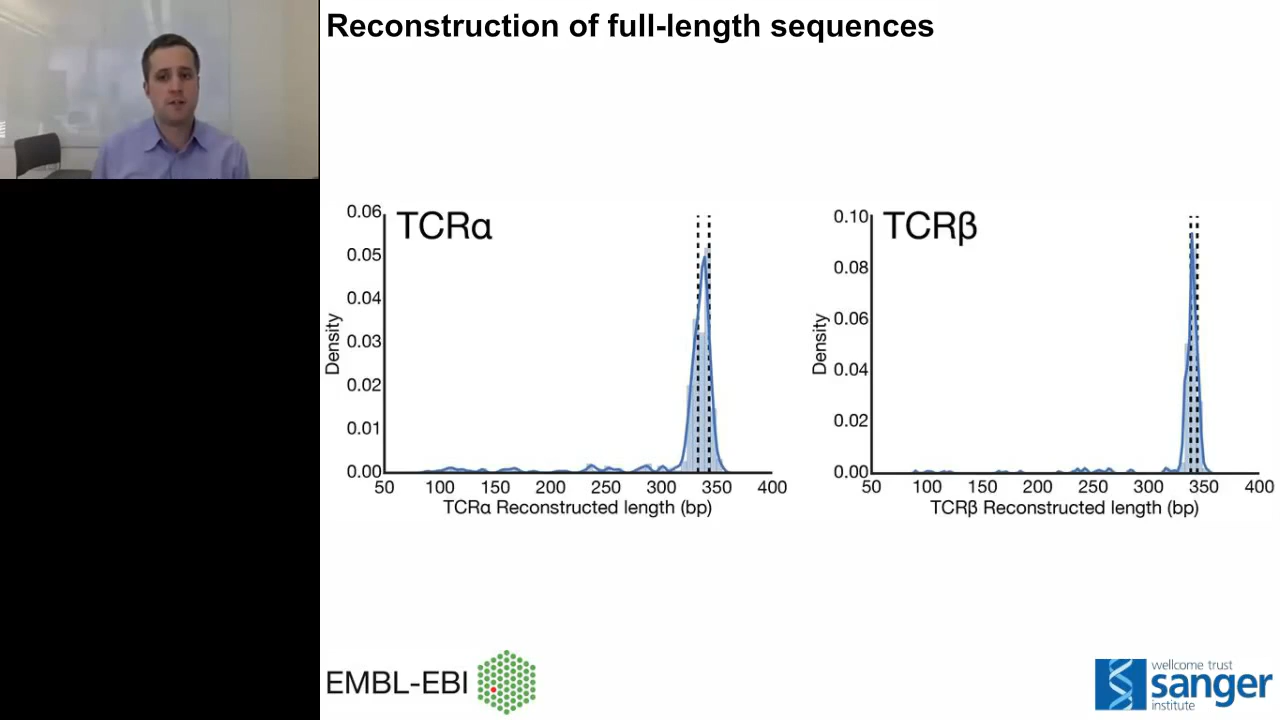 Reconstruction of full-length sequences
TCRα
0.06
0.05
0.04
0.03
0.02
0.01
0.00
Density
50 100 150 200 250 300 350 400
TCRα Reconstructed length (bp)
TCRβ
0.10
0.08
0.06
0.04
0.02
0.00
Density
50 100 150 200 250 300 350 400
TCRβ Reconstructed length (bp)
EMBL-EBI
wellcome trust
sanger
institute